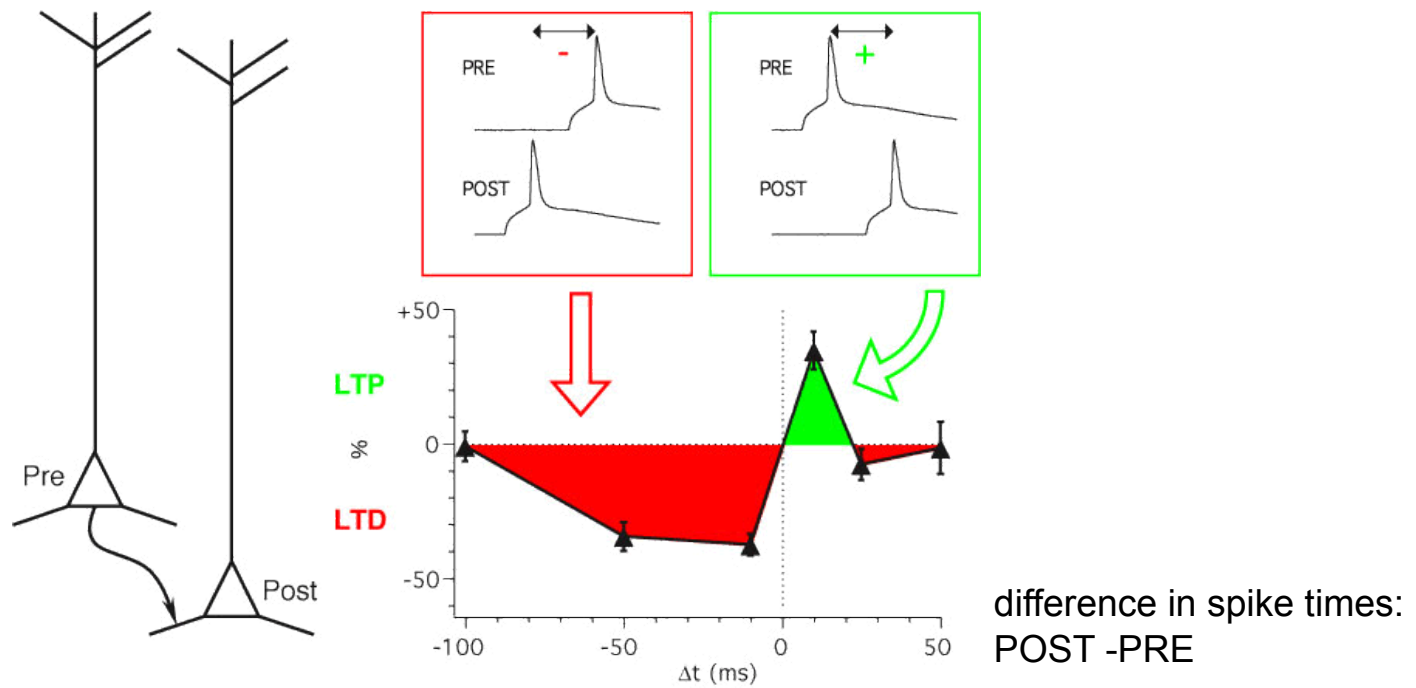 Pre
Post
-
PRE
POST
+
PRE
POST
+50
LTP
0
%
LTD
-50
-100
-50
0
50
Δt (ms)
difference in spike times:
POST -PRE